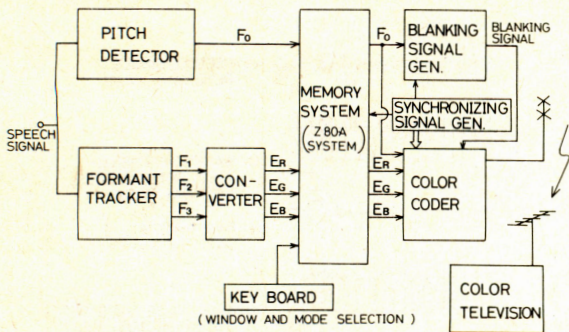 PITCH
DETECTOR
Fo
Fo
BLANKING
SIGNAL
GEN.
BLANKING
SIGNAL
SPEECH
SIGNAL
MEMORY
SYSTEM
(Z80A
SYSTEM)
SYNCHRONIZING
SIGNAL GEN.
FORMANT
TRACKER
F1
F2
F3
CON-
VERTER
ER
EG
EB
ER
EG
EB
COLOR
CODER
KEY BOARD
(WINDOW AND MODE SELECTION)
COLOR
TELEVISION